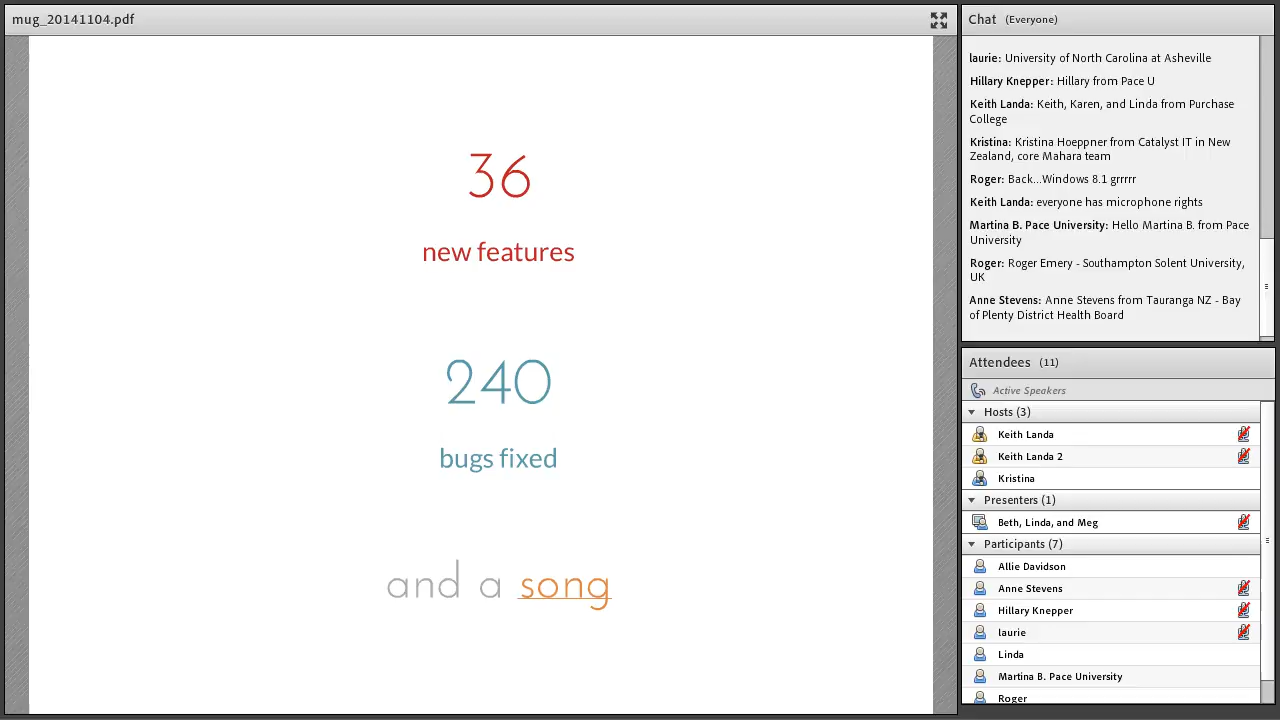 mug_20141104.pdf
36
new features
240
bugs fixed
and a song
Chat (Everyone)
laurie: University of North Carolina at Asheville
Hillary Knepper: Hillary from Pace U
Keith Landa: Keith, Karen, and Linda from Purchase
College
Kristina: Kristina Hoeppner from Catalyst IT in New
Zealand, core Mahara team
Roger: Back...Windows 8.1 grrrrr
Keith Landa: everyone has microphone rights
Martina B. Pace University: Hello Martina B. from Pace
University
Roger: Roger Emery - Southampton Solent University,
UK
Anne Stevens: Anne Stevens from Tauranga NZ - Bay
of Plenty District Health Board
Attendees (11)
Active Speakers
Hosts (3)
Keith Landa
Keith Landa 2
Kristina
Presenters (1)
Beth, Linda, and Meg
Participants (7)
Allie Davidson
Anne Stevens
Hillary Knepper
laurie
Linda
Martina B. Pace University
Roger